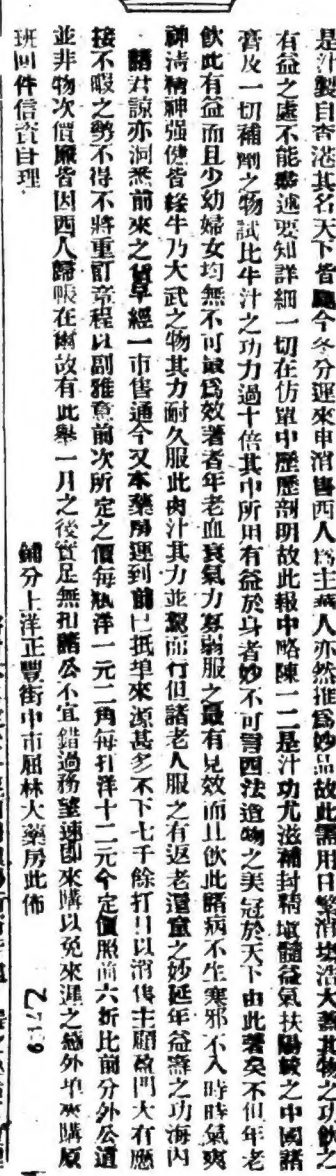 是汁製自香港其名天下皆聞今冬分運來申滬西人爲主華人亦然推爲妙品故此需用日繁滬境浩大蓋其物之功飲之
有益之處不能盡述要知詳細一切在仿單中歷歷剖明故此報中略陳一二是汁功尤滋補封精填髓益氣扶陽較之中國諸
膏及一切補劑之物試比牛汁之功力過十倍其中所用有益於身者妙不可言西法造物之美冠於天下由此著矣不但年老
飲此有益而且少幼婦女均無不可最爲效著者年老血衰氣力寡弱服之最有見效而且飲此諸病不生寒邪不入時時氣爽
神清精神强健皆緣牛乃大武之物其力耐久服此肉汁其力並駕而行但諸老人服之有返老還童之妙延年益壽之功海內
諸君諒亦洞悉前來之貨早經一市售通今又本藥房運到前已抵埠來源甚多不下七千餘打日以消售主顧盈門大有應
接不暇之勢不得不將重訂章程以副雅意前次所定之價每瓶洋一元二角每打洋十二元今定價照前六折比前分外公道
並非物次價廉皆因西人歸帳在爾故有此舉一月之後實足無扣諸公不宜錯過務望速即來購以免來遲之憾外埠來購原
班回件信資自理
鋪分上洋正豐街中市屈林大藥房此佈
6172